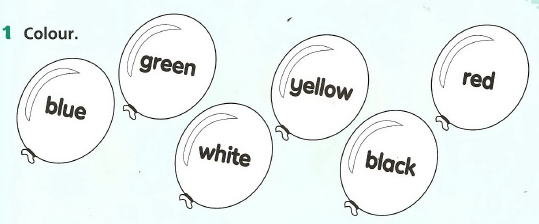 1 Colour.
blue
green
white
yellow
black
red